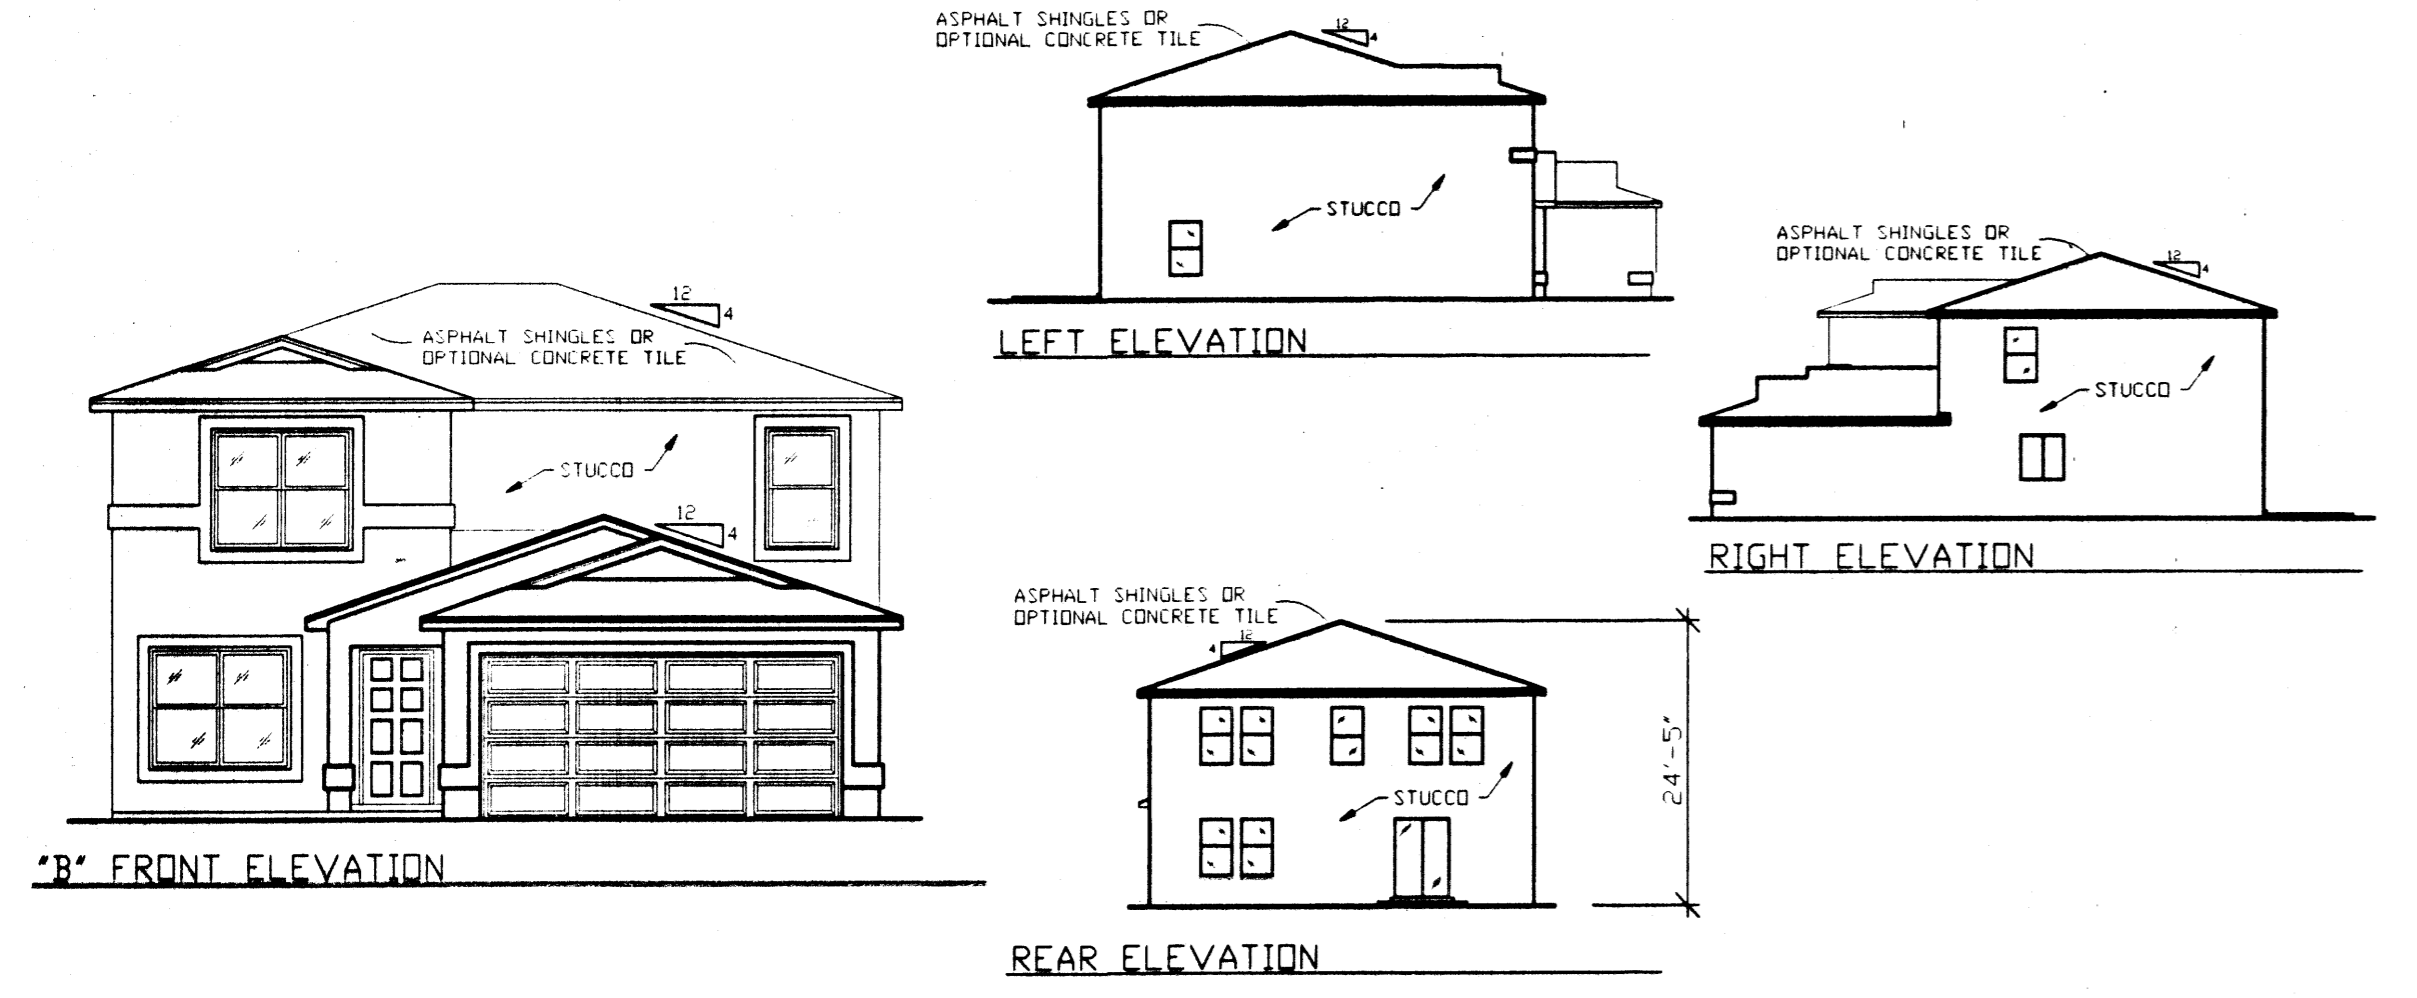 ASPHALT SHINGLES OR
OPTIONAL CONCRETE TILE
12
4
STUCCO
LEFT ELEVATION
ASPHALT SHINGLES OR
OPTIONAL CONCRETE TILE
12
4
STUCCO
RIGHT ELEVATION
12
4
ASPHALT SHINGLES OR
OPTIONAL CONCRETE TILE
STUCCO
12
4
"B" FRONT ELEVATION
ASPHALT SHINGLES OR
OPTIONAL CONCRETE TILE
12
4
STUCCO
24'-5"
REAR ELEVATION